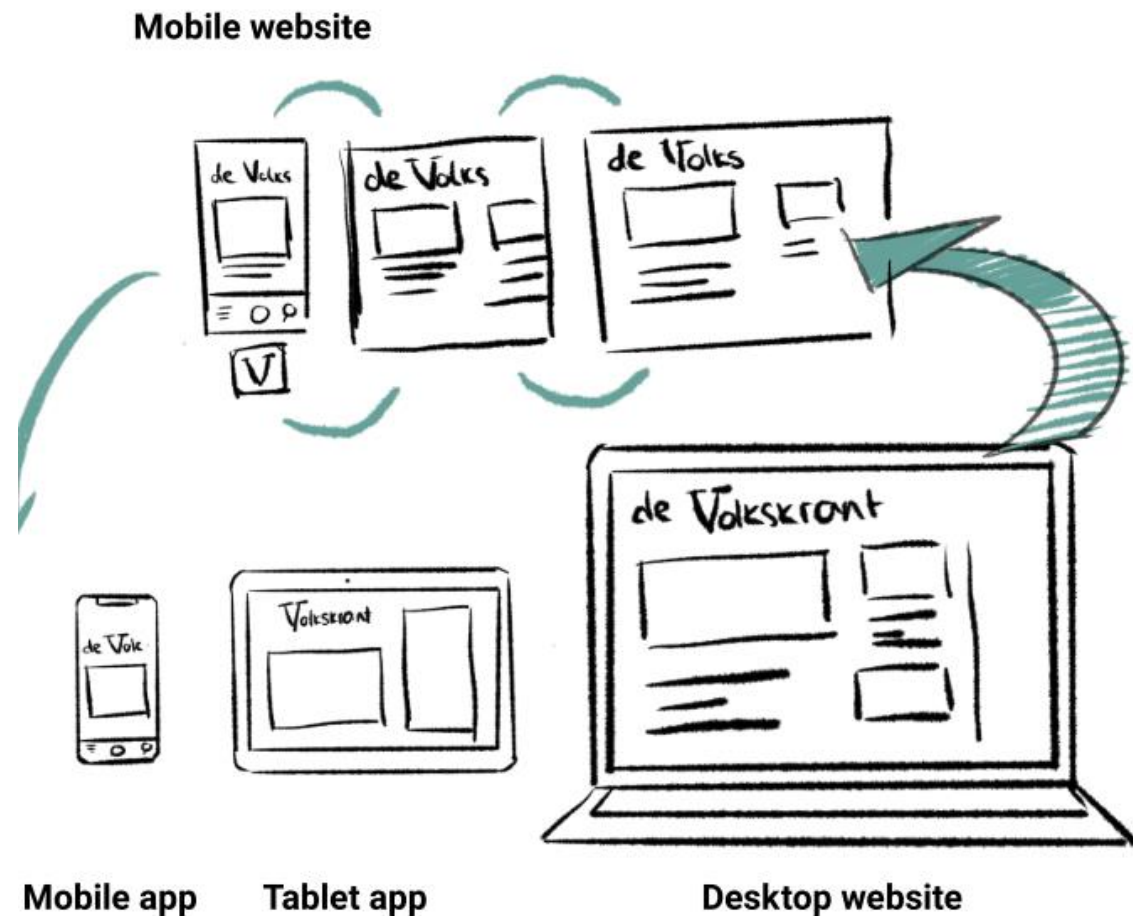 Mobile website
de Volks
de Volks
de Volks
V
de Volkskrant
Volkskrant
de Volk
Mobile app
Tablet app
Desktop website